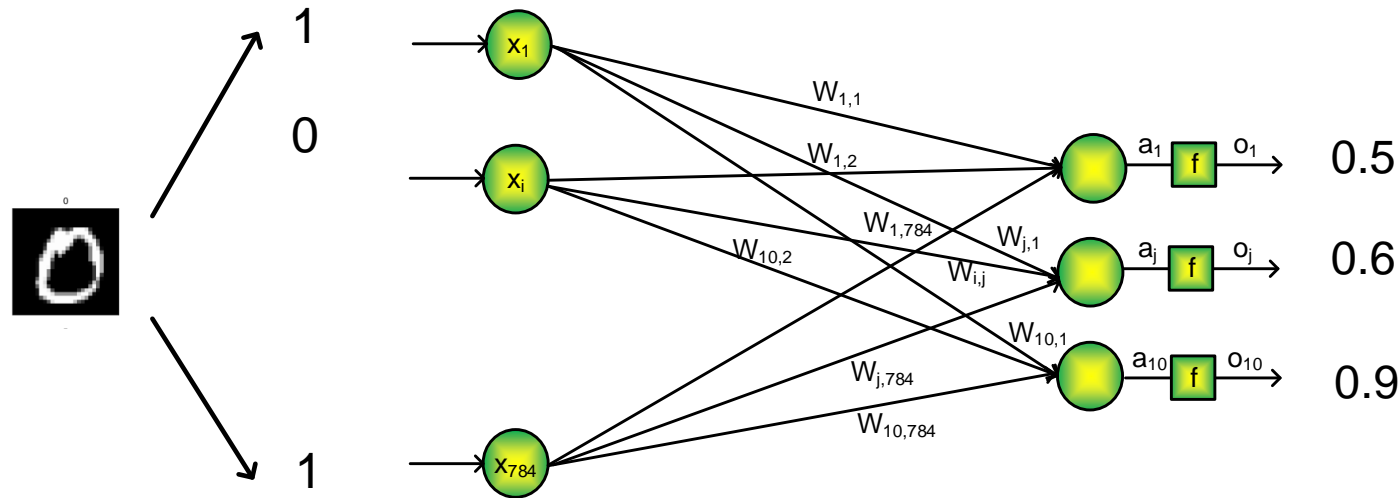 1
0
1
0
x1
xi
x784
W1,1
W1,2
W1,784
Wj,1
W10,2
Wi,j
W10,1
Wj,784
W10,784
a1 f o1
aj f oj
a10 f o10
0.5
0.6
0.9